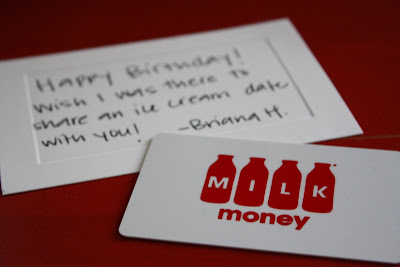 Happy Birthday!
Wish I was there to
share an ice cream date
with you! -Briana H.
MILK
money